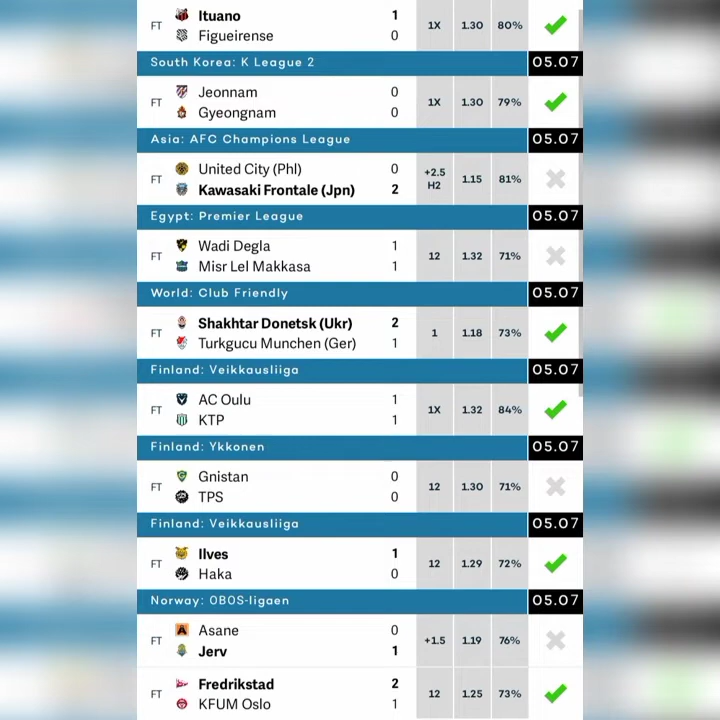 Ituano 1
FT 1X 1.30 80%
Figueirense 0
South Korea: K League 2 05.07
Jeonnam 0
FT 1X 1.30 79%
Gyeongnam 0
Asia: AFC Champions League 05.07
United City (Phl) 0
FT +2.5 H2 1.15 81%
Kawasaki Frontale (Jpn) 2
Egypt: Premier League 05.07
Wadi Degla 1
FT 12 1.32 71%
Misr Lel Makkasa 1
World: Club Friendly 05.07
Shakhtar Donetsk (Ukr) 2
FT 1 1.18 73%
Turkgucu Munchen (Ger) 1
Finland: Veikkausliiga 05.07
AC Oulu 1
FT 1X 1.32 84%
KTP 1
Finland: Ykkonen 05.07
Gnistan 0
FT 12 1.30 71%
TPS 0
Finland: Veikkausliiga 05.07
Ilves 1
FT 12 1.29 72%
Haka 0
Norway: OBOS-ligaen 05.07
Asane 0
FT +1.5 1.19 76%
Jerv 1
Fredrikstad 2
FT 12 1.25 73%
KFUM Oslo 1